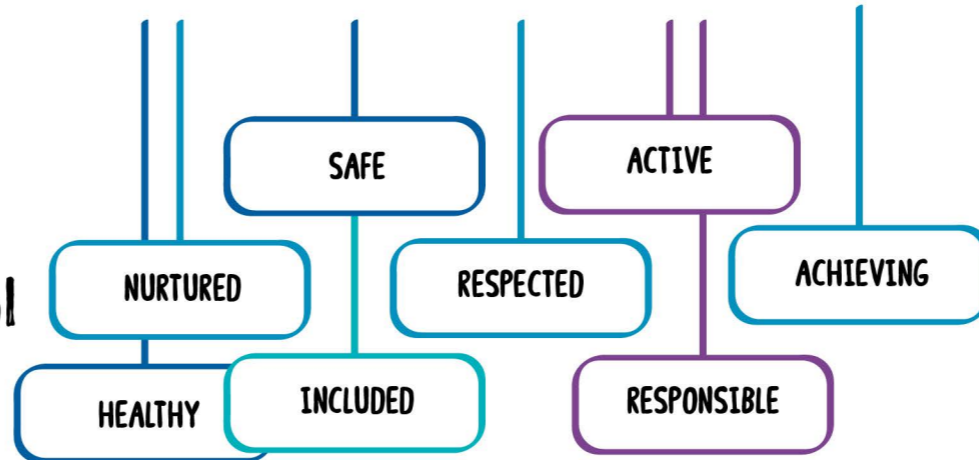 SAFE
ACTIVE
NURTURED
RESPECTED
ACHIEVING
HEALTHY
INCLUDED
RESPONSIBLE